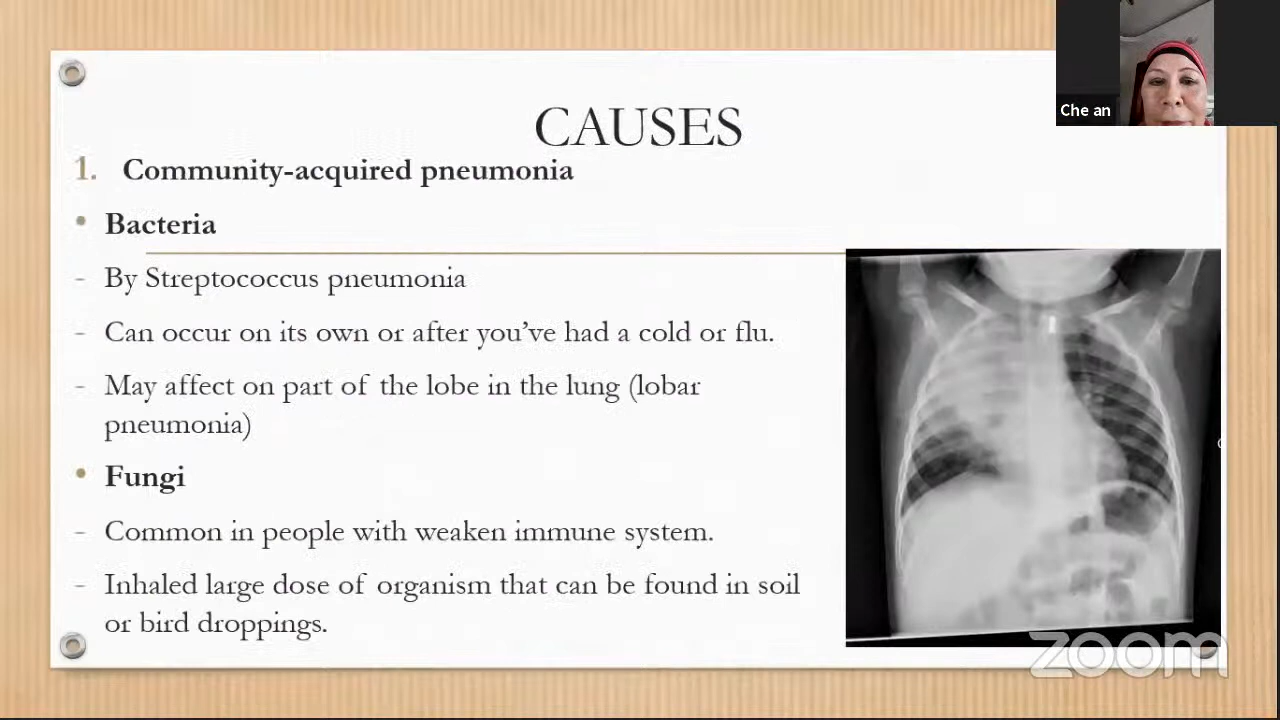 CAUSES
Che an
1. Community-acquired pneumonia
• Bacteria
- By Streptococcus pneumonia
- Can occur on its own or after you’ve had a cold or flu.
- May affect on part of the lobe in the lung (lobar
pneumonia)
• Fungi
- Common in people with weaken immune system.
- Inhaled large dose of organism that can be found in soil
or bird droppings.
zoom